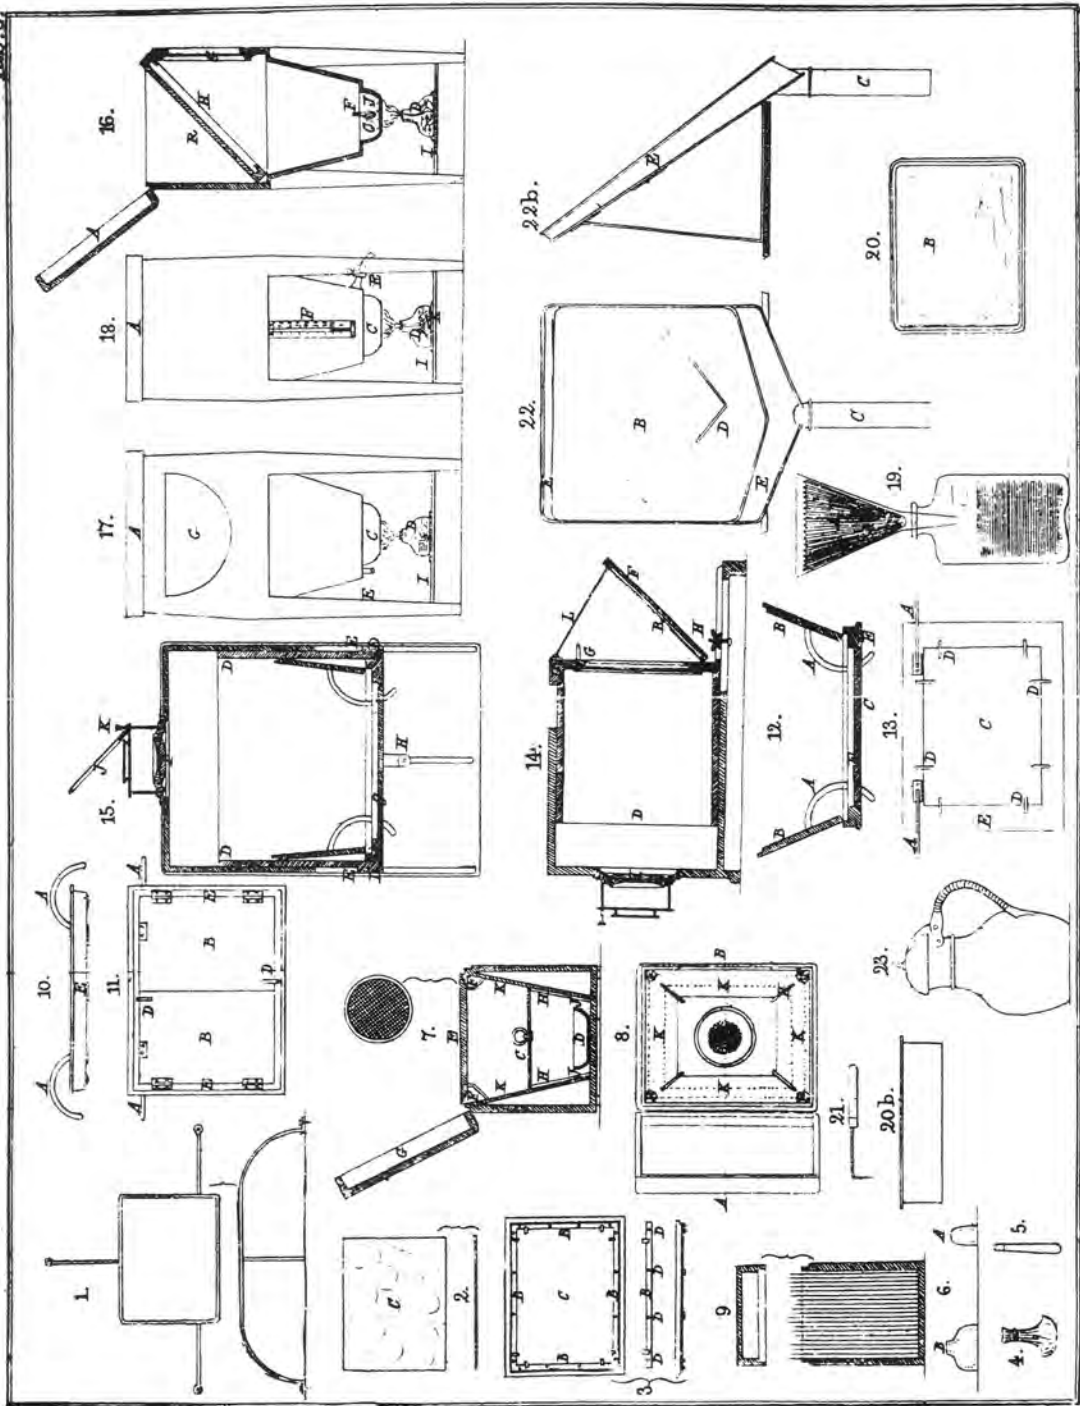 1.
10.
A
A
E
11.
A
A
B
B
D
D
E
E
15.
J
K
D
D
E
E
H
17.
A
G
C
E
D
I
18.
A
F
C
E
D
I
16.
A
R
H
F
J
D
I
2.
C
3
B
B
B
B
C
B
D
D
D
D
7.
G
E
K
K
C
H
H
D
8.
A
B
K
K
K
K
14.
D
L
F
R
G
G
H
I
22.
E
B
D
E
C
22b.
E
C
9
21.
20b.
12.
B
B
A
A
C
E
13.
A
A
D
D
D
D
C
E
19.
20.
B
4.
5.
6.
A
B
23.